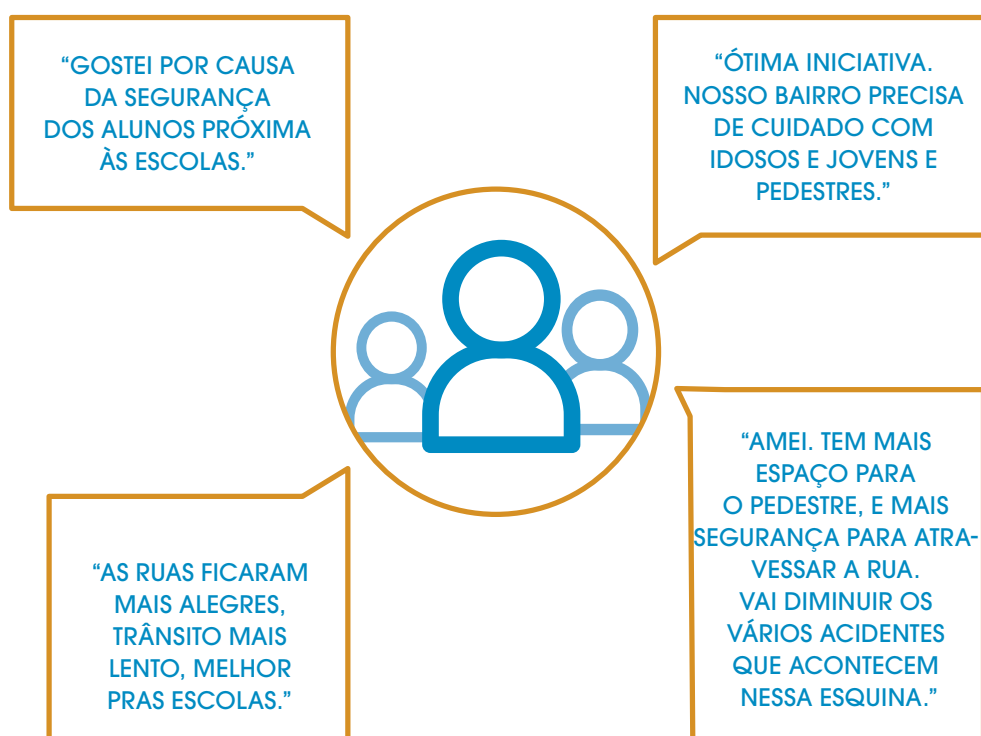 “GOSTEI POR CAUSA
DA SEGURANÇA
DOS ALUNOS PRÓXIMA
ÀS ESCOLAS.”
“ÓTIMA INICIATIVA.
NOSSO BAIRRO PRECISA
DE CUIDADO COM
IDOSOS E JOVENS E
PEDESTRES.”
“AS RUAS FICARAM
MAIS ALEGRES,
TRÂNSITO MAIS
LENTO, MELHOR
PRAS ESCOLAS.”
“AMEI. TEM MAIS
ESPAÇO PARA
O PEDESTRE, E MAIS
SEGURANÇA PARA ATRA-
VESSAR A RUA.
VAI DIMINUIR OS
VÁRIOS ACIDENTES
QUE ACONTECEM
NESSA ESQUINA.”